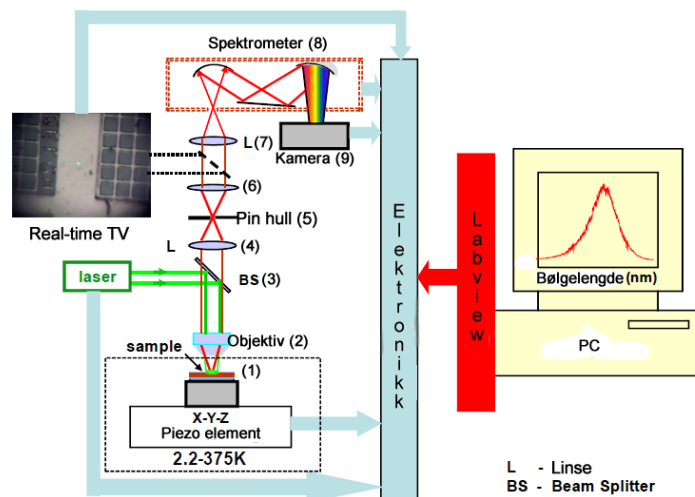 Spektrometer (8)
L (7)
Kamera (9)
(6)
Pin hull (5)
Real-time TV
L (4)
laser
BS (3)
Objektiv (2)
sample
(1)
X-Y-Z
Piezo element
2.2-375K
Elektronikk
Labview
Bølgelengde (nm)
PC
L - Linse
BS - Beam Splitter